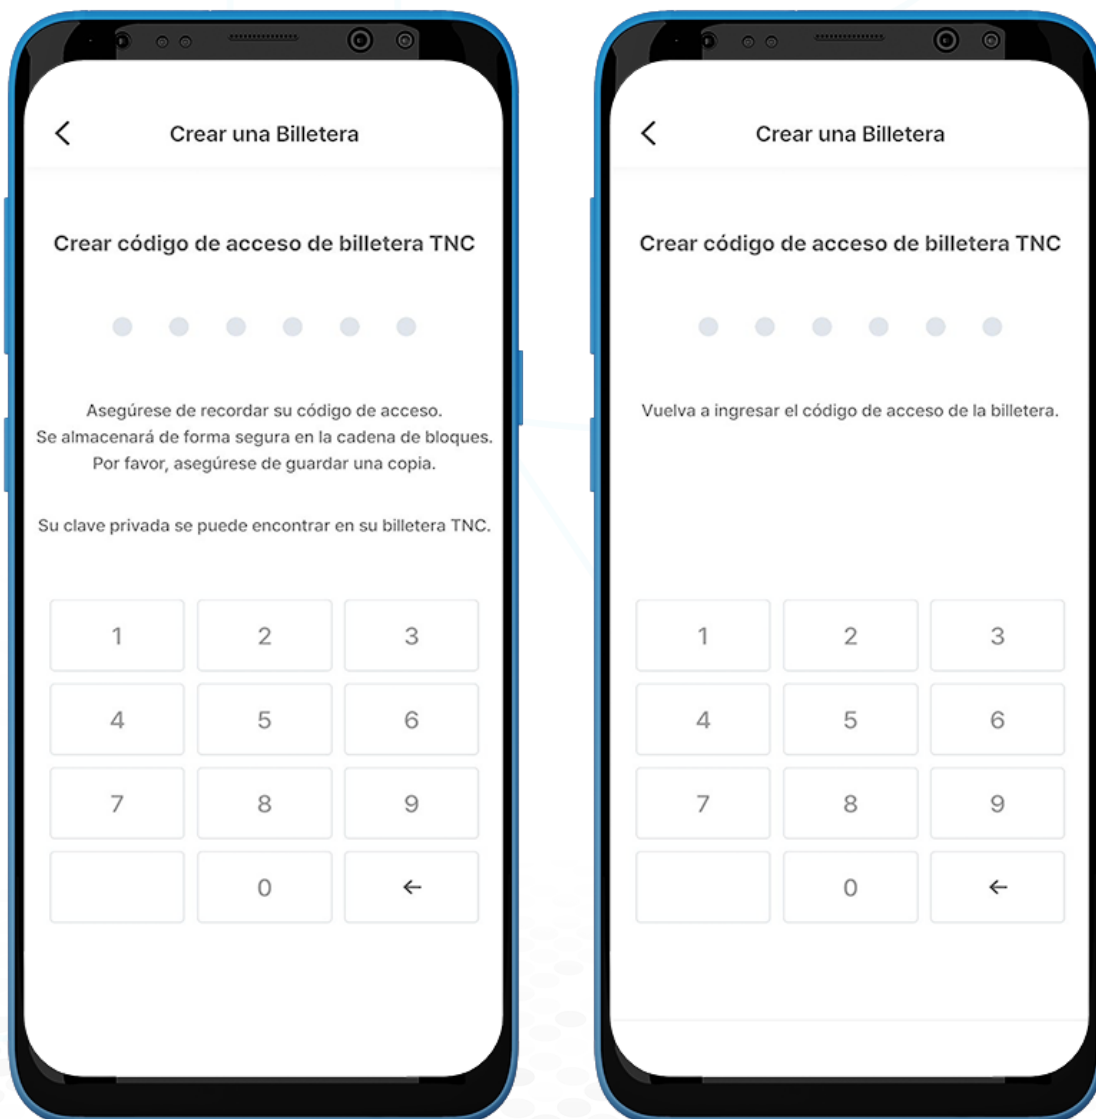 Crear una Billetera
Crear código de acceso de billetera TNC
Asegúrese de recordar su código de acceso.
Se almacenará de forma segura en la cadena de bloques.
Por favor, asegúrese de guardar una copia.
Su clave privada se puede encontrar en su billetera TNC.
1 2 3
4 5 6
7 8 9
0 ←
Crear una Billetera
Crear código de acceso de billetera TNC
Vuelva a ingresar el código de acceso de la billetera.
1 2 3
4 5 6
7 8 9
0 ←